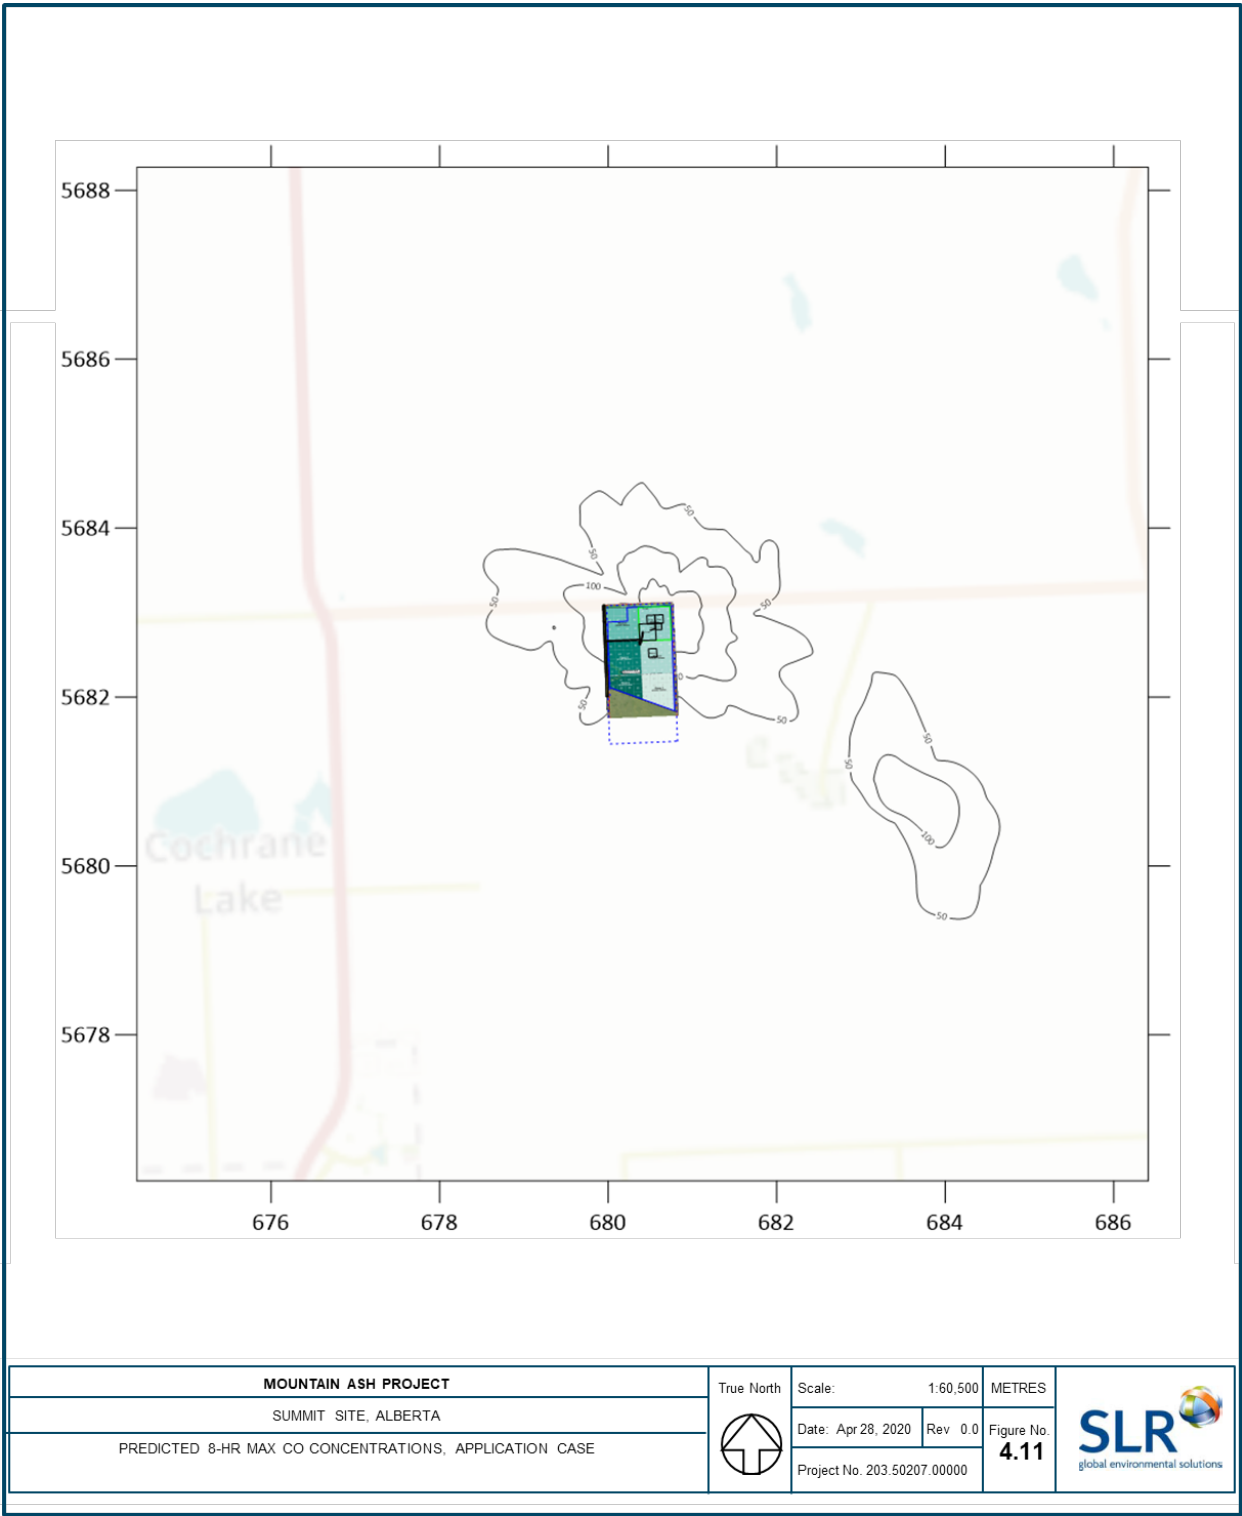 5688
5686
5684
5682
5680
5678
50
50
50
100
50
50
50
50
50
100
50
Cochrane
Lake
676
678
680
682
684
686
MOUNTAIN ASH PROJECT
SUMMIT SITE, ALBERTA
PREDICTED 8-HR MAX CO CONCENTRATIONS, APPLICATION CASE
True North
Scale: 1:60,500
METRES
Date: Apr 28, 2020
Rev 0.0
Figure No.
4.11
Project No. 203.50207.00000
SLR
global environmental solutions